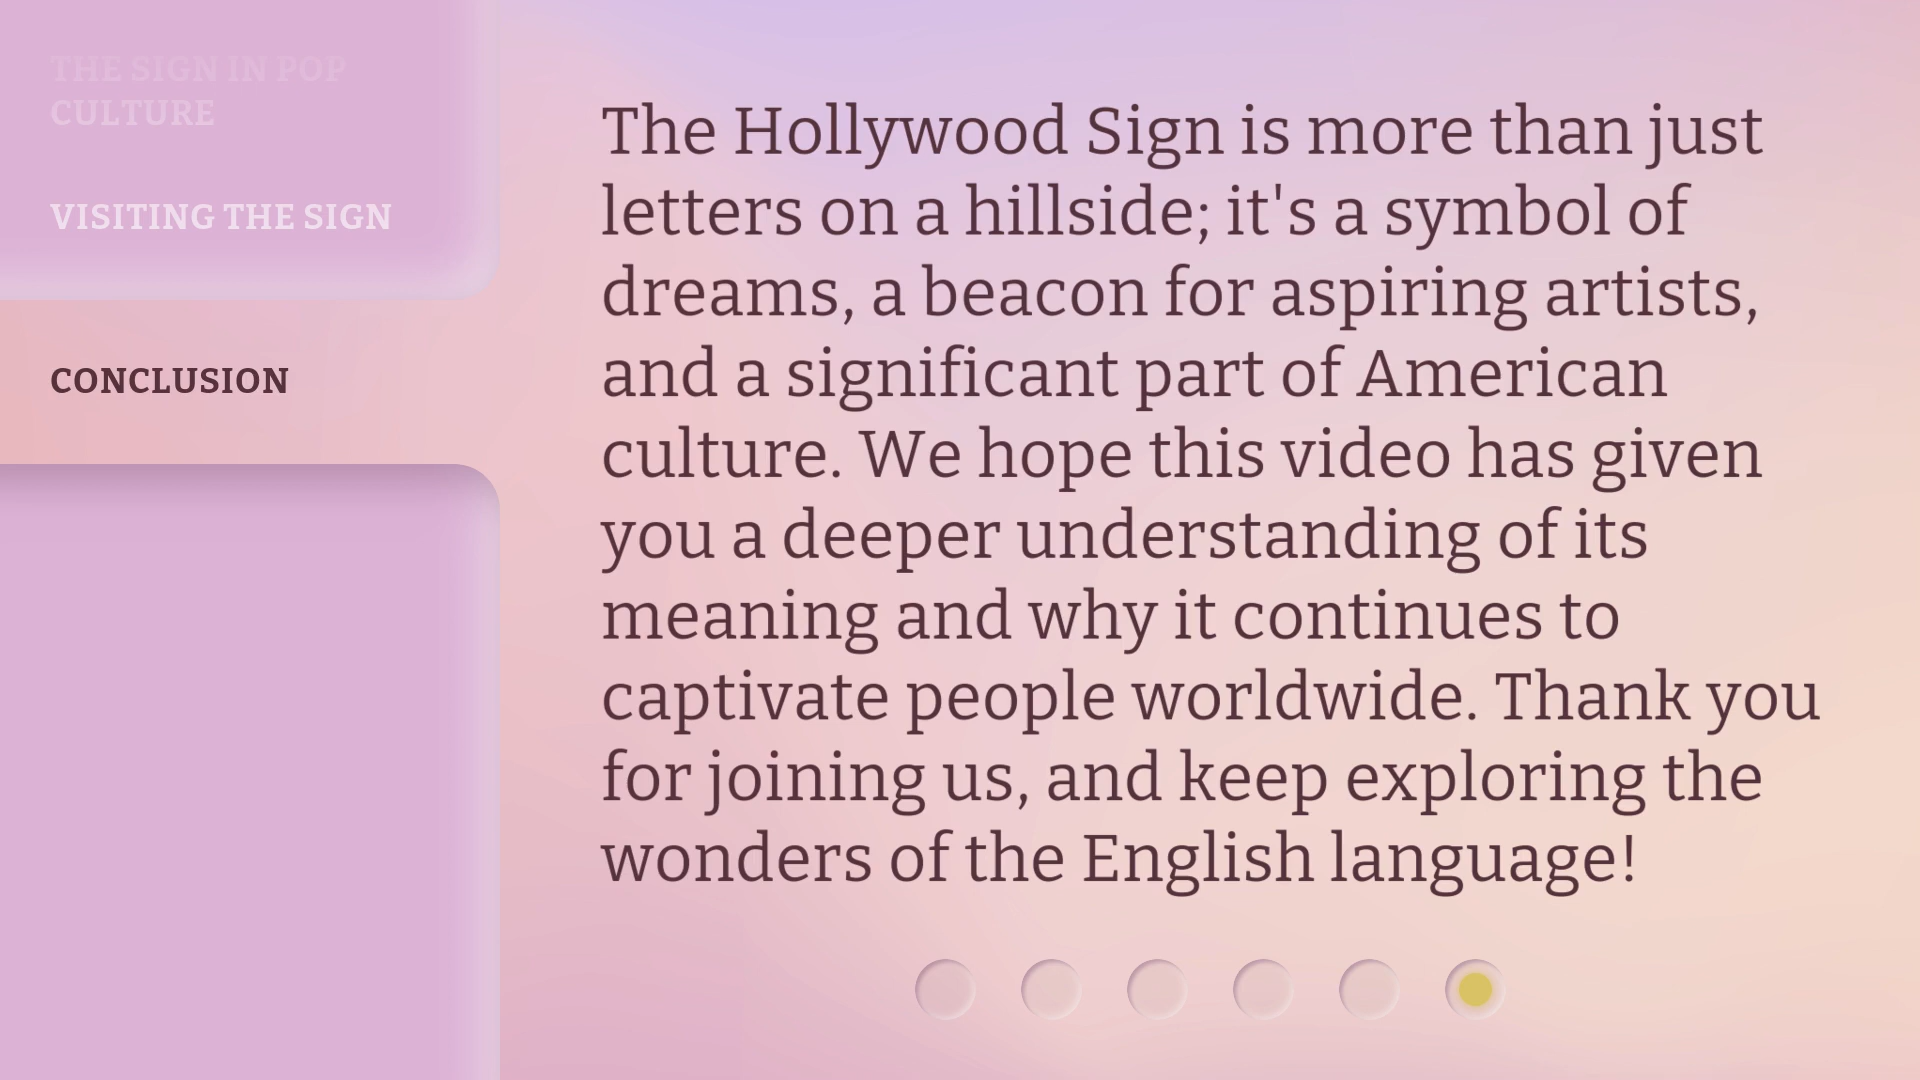 THE SIGN IN POP
CULTURE
VISITING THE SIGN
CONCLUSION
The Hollywood Sign is more than just
letters on a hillside; it's a symbol of
dreams, a beacon for aspiring artists,
and a significant part of American
culture. We hope this video has given
you a deeper understanding of its
meaning and why it continues to
captivate people worldwide. Thank you
for joining us, and keep exploring the
wonders of the English language!